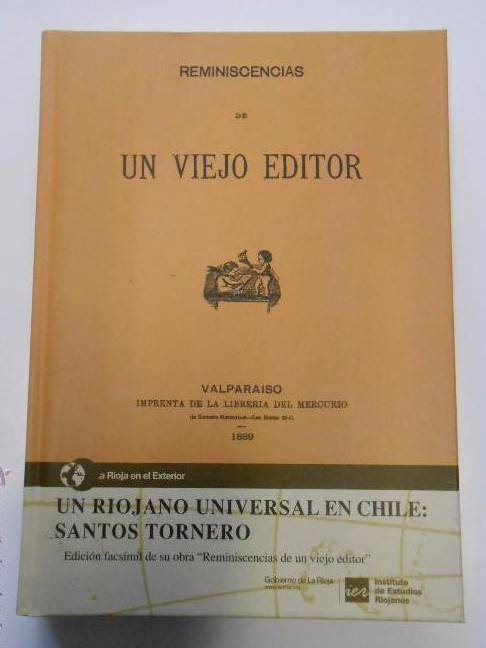 REMINISCENCIAS
DE
UN VIEJO EDITOR
VALPARAISO
IMPRENTA DE LA LIBRERIA DEL MERCURIO
1889
a Rioja en el Exterior
UN RIOJANO UNIVERSAL EN CHILE:
SANTOS TORNERO
Edición facsímil de su obra "Reminiscencias de un viejo editor"
Gobierno de La Rioja
ier
Instituto
de Estudios
Riojanos